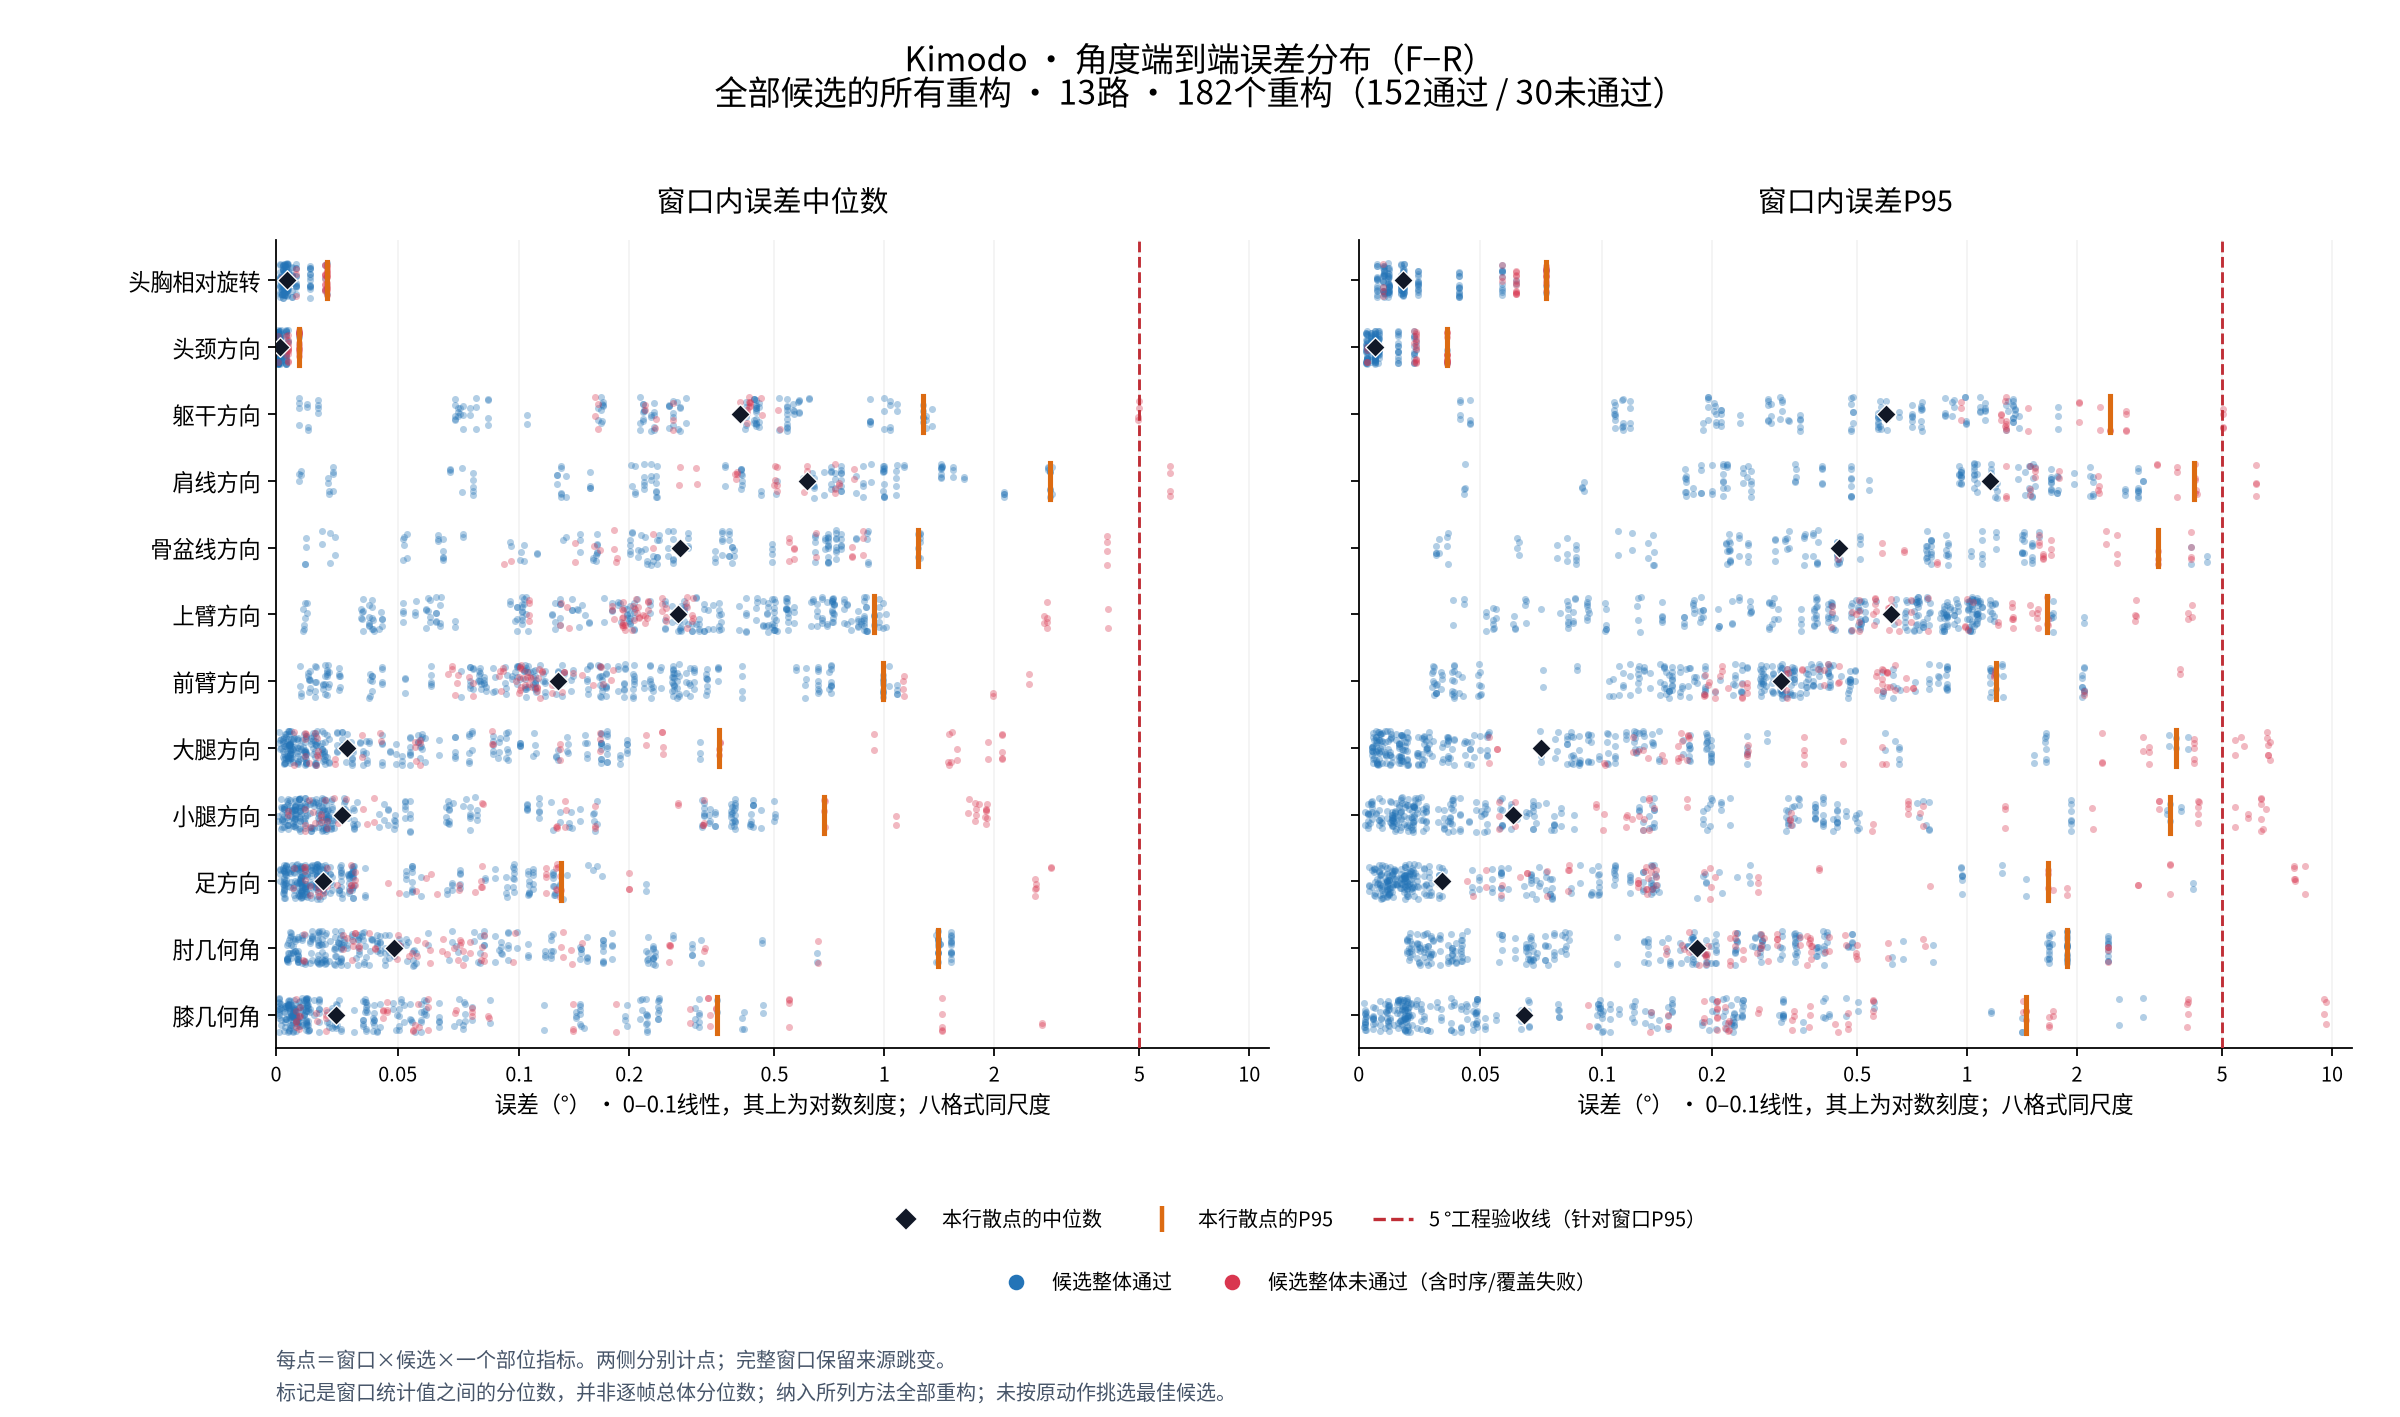 Kimodo · 角度端到端误差分布（F−R）
全部候选的所有重构 · 13路 · 182个重构（152通过 / 30未通过）
窗口内误差中位数
窗口内误差P95
头胸相对旋转
头颈方向
躯干方向
肩线方向
骨盆线方向
上臂方向
前臂方向
大腿方向
小腿方向
足方向
肘几何角
膝几何角
0 0.05 0.1 0.2 0.5 1 2 5 10
0 0.05 0.1 0.2 0.5 1 2 5 10
误差（°） · 0–0.1线性，其上为对数刻度；八格式同尺度
误差（°） · 0–0.1线性，其上为对数刻度；八格式同尺度
本行散点的中位数
本行散点的P95
5 °工程验收线（针对窗口P95）
候选整体通过
候选整体未通过（含时序/覆盖失败）
每点＝窗口×候选×一个部位指标。两侧分别计点；完整窗口保留来源跳变。
标记是窗口统计值之间的分位数，并非逐帧总体分位数；纳入所列方法全部重构；未按原动作挑选最佳候选。